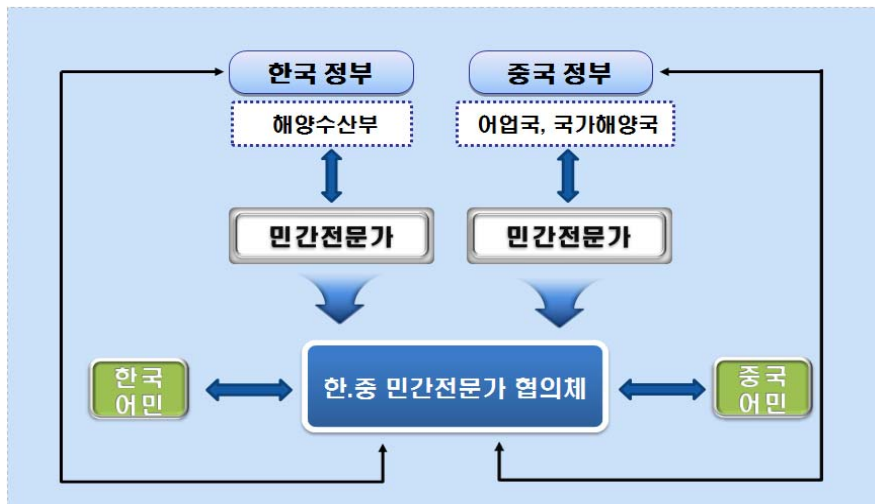 한국 정부
중국 정부
해양수산부
어업국, 국가해양국
민간전문가
민간전문가
한국
어민
한.중 민간전문가 협의체
중국
어민